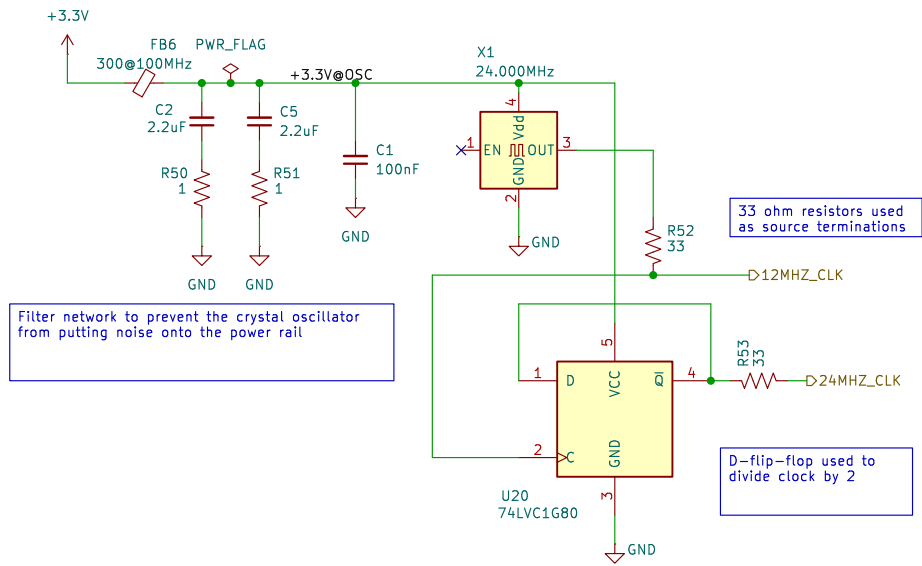 +3.3V
FB6
300@100MHz
PWR_FLAG
+3.3V@OSC
C2
2.2uF
C5
2.2uF
C1
100nF
R50
1
R51
1
GND
GND
GND
X1
24.000MHz
4
Vdd
1
EN
OUT
3
GND
2
GND
33 ohm resistors used
as source terminations
R52
33
12MHZ_CLK
Filter network to prevent the crystal oscillator
from putting noise onto the power rail
5
VCC
1
D
Q
4
R53
33
24MHZ_CLK
2
C
GND
3
U20
74LVC1G80
GND
D-flip-flop used to
divide clock by 2